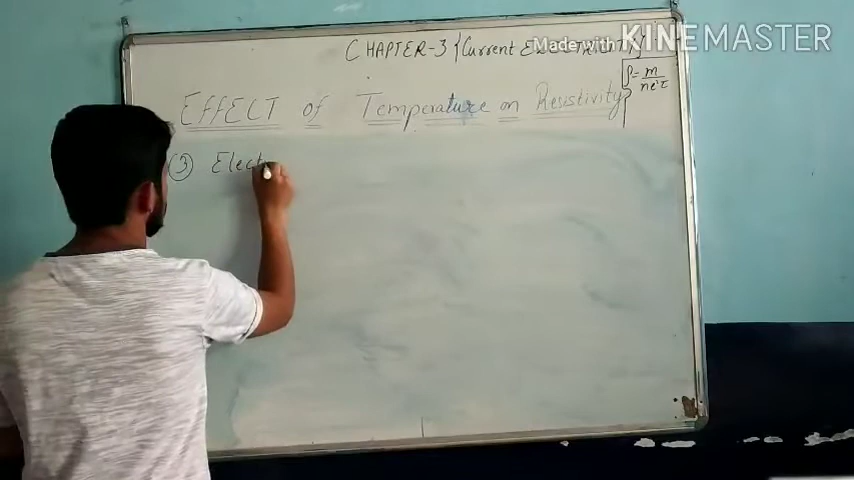 Made with KINEMASTER
CHAPTER-3 {Current ELECTRICITY}
ρ = m
ne²τ
EFFECT of Temperature on Resistivity
③ Elect